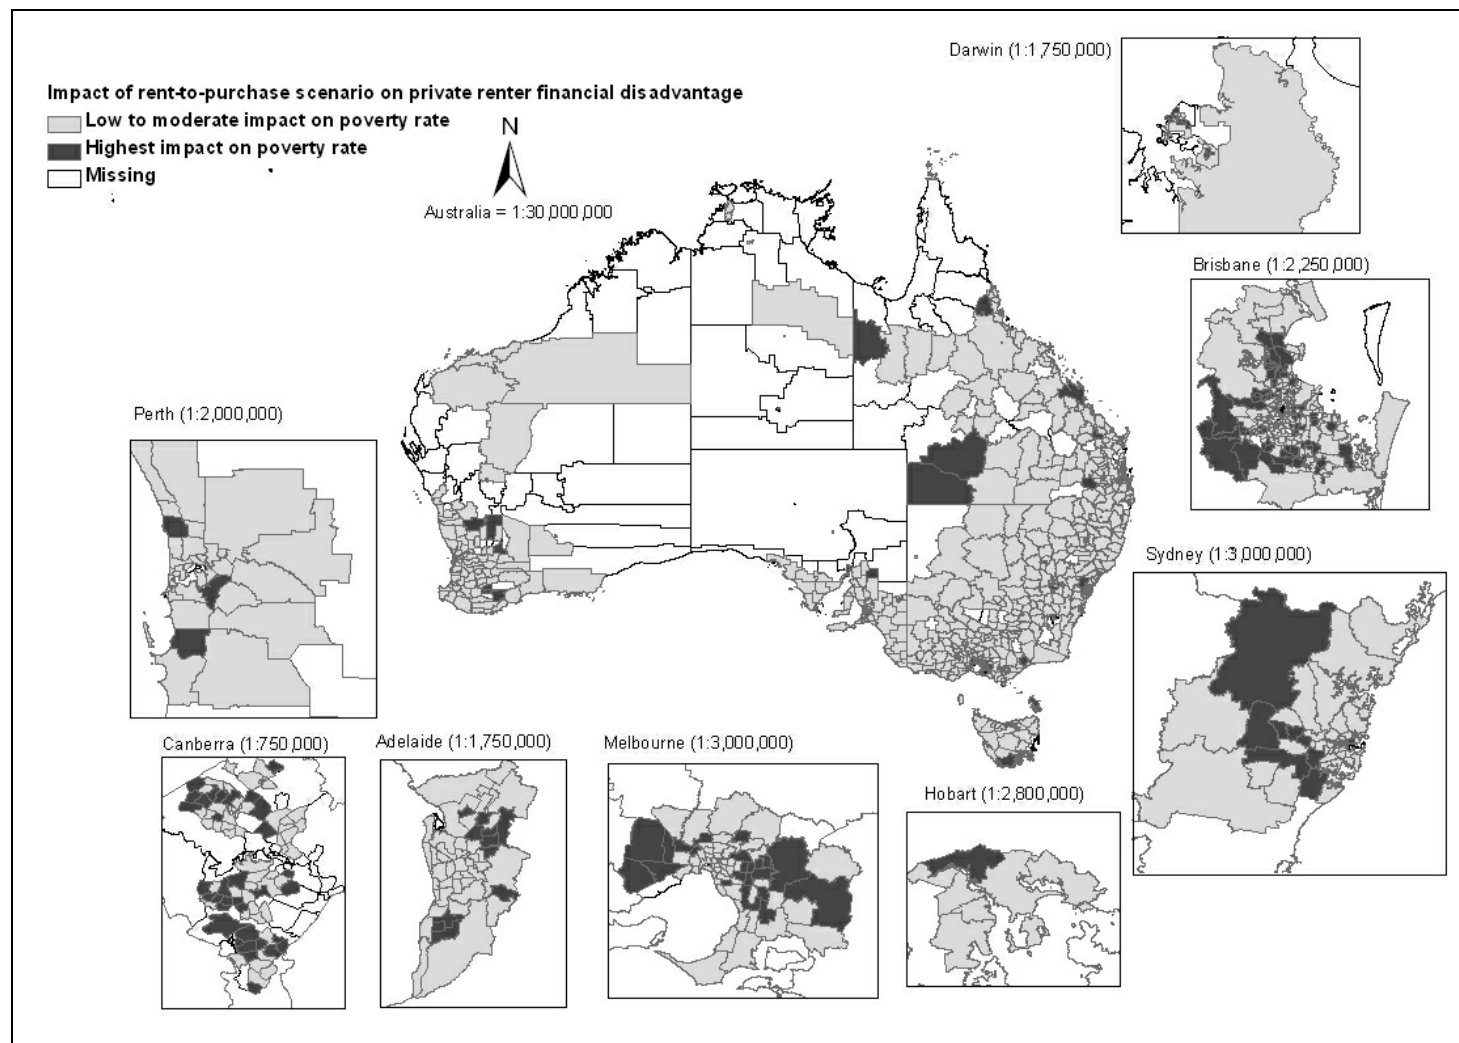 Darwin (1:1,750,000)
Impact of rent-to-purchase scenario on private renter financial disadvantage
Low to moderate impact on poverty rate
Highest impact on poverty rate
Missing
N
Australia = 1:30,000,000
Brisbane (1:2,250,000)
Perth (1:2,000,000)
Sydney (1:3,000,000)
Canberra (1:750,000)
Adelaide (1:1,750,000)
Melbourne (1:3,000,000)
Hobart (1:2,800,000)